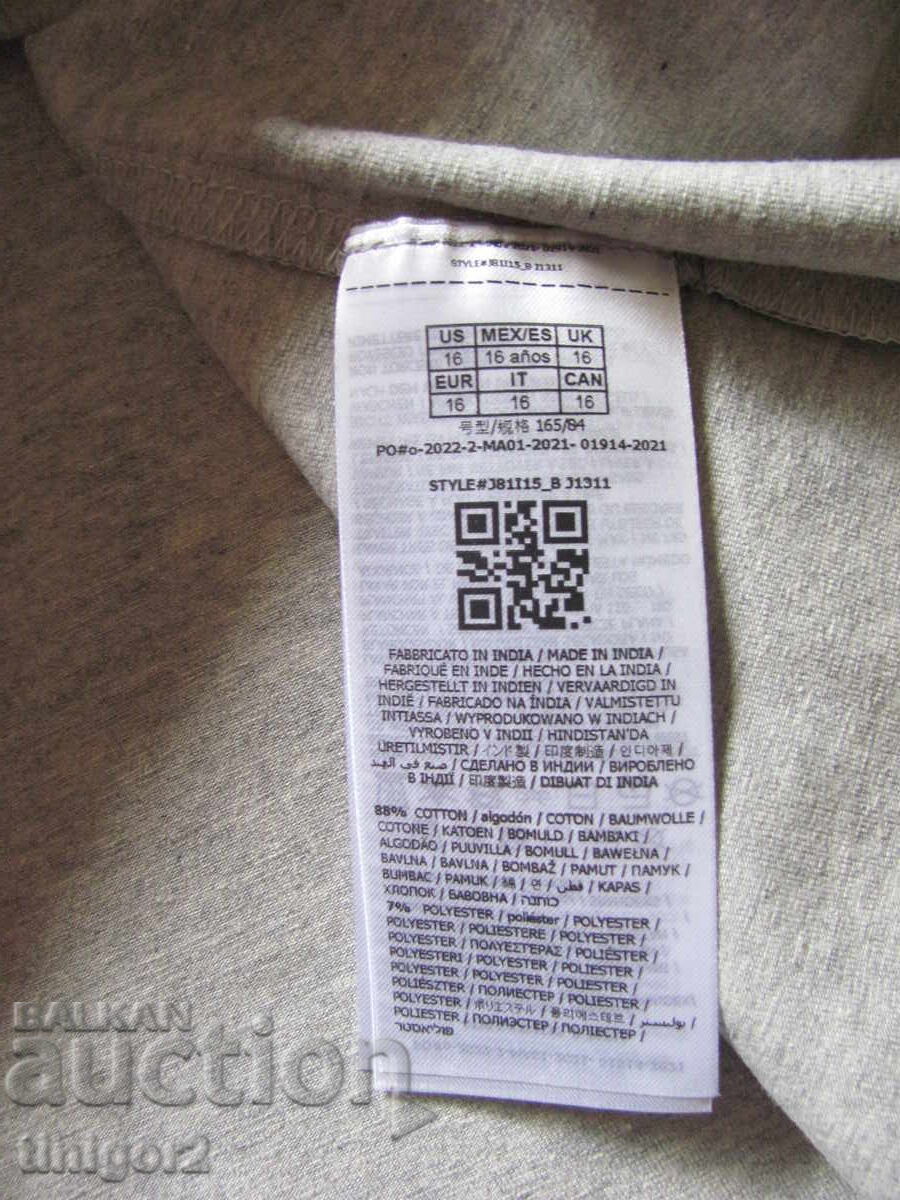 STYLE#J81I15_B J1311
US MEX/ES UK
16 16 años 16
EUR IT CAN
16 16 16
号型/规格 165/84
PO#o-2022-2-MA01-2021- 01914-2021
STYLE#J81I15_B J1311
FABBRICATO IN INDIA / MADE IN INDIA /
FABRIQUÉ EN INDE / HECHO EN LA INDIA /
HERGESTELLT IN INDIEN / VERVAARDIGD IN
INDIË / FABRICADO NA ÍNDIA / VALMISTETTU
INTIASSA / WYPRODUKOWANO W INDIACH /
VYROBENO V INDII / HINDISTAN'DA
ÜRETILMISTIR / インド製 / 印度制造 / 인디아제 /
صنع في الهند / СДЕЛАНО В ИНДИИ / ВИРОБЛЕНО
В ІНДІЇ / 印度製造 / DIBUAT DI INDIA
88% COTTON / algodón / COTON / BAUMWOLLE /
COTONE / KATOEN / BOMULD / BAMBAKI /
ALGODÃO / PUUVILLA / BOMULL / BAWEŁNA /
BAVLNA / BAVLNA / BOMBAŽ / PAMUT / ПАМУК /
BUMBAC / PAMUK / 綿 / 면 / قطن / KAPAS /
ХЛОПОК / БАВОВНА / כותנה
7% POLYESTER / poliéster / POLYESTER /
POLYESTER / POLIESTERE / POLYESTER /
POLYESTER / ΠΟΛΥΕΣΤΕΡΑΣ / POLIÉSTER /
POLYESTERI / POLYESTER / POLIESTER /
POLYESTER / POLYESTER / POLIESTER /
POLIÉSZTER / ПОЛИЕСТЕР / POLIESTER /
POLYESTER / ポリエステル / 폴리에스테르 / بوليستر /
POLIESTER / ПОЛИЭСТЕР / ПОЛІЕСТЕР /
פוליאסטר
BALKAN
auction
unigor2